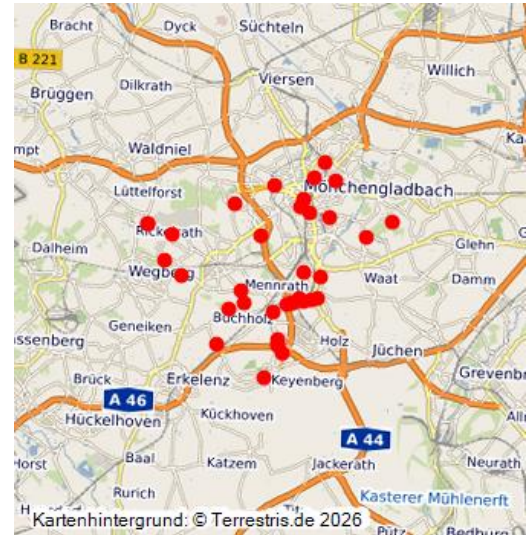 Bracht
Dyck
Süchteln
B 221
Viersen
Willich
Dilkrath
Brüggen
Waldniel
Lüttelforst
Mönchengladbach
Dalheim
Glehn
Wegberg
Mennrath
Waat
Damm
Buchholz
Geneiken
Holz
Jüchen
Brück
Erkelenz
Keyenberg
Grevenbr
A 46
Hückelhoven
Kückhoven
A 44
Horst
Baal
Katzem
Jackerath
Neurath
Rurich
Kasterer Mühlenerft
Kartenhintergrund: © Terrestris.de 2026
Pütz
Bedburg